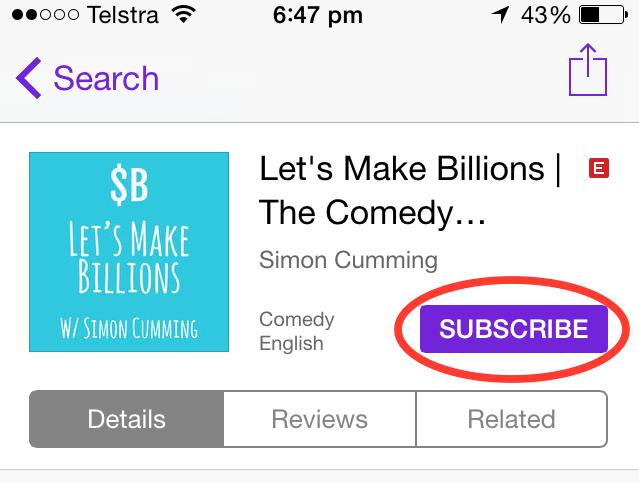 Telstra 6:47 pm 43%
Search
$B
LET'S MAKE
BILLIONS
W/ SIMON CUMMING
Let's Make Billions | E
The Comedy…
Simon Cumming
Comedy
English
SUBSCRIBE
Details Reviews Related